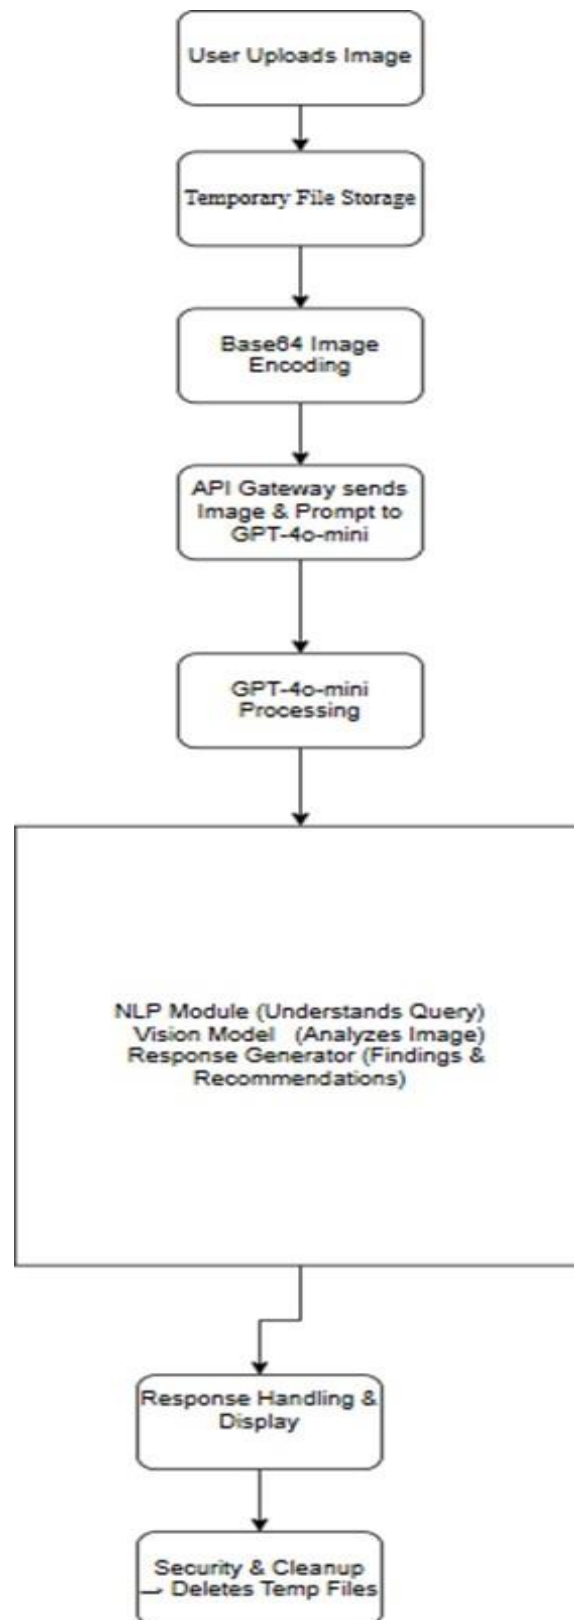 User Uploads Image
Temporary File Storage
Base64 Image
Encoding
API Gateway sends
Image & Prompt to
GPT-4o-mini
GPT-4o-mini
Processing
NLP Module (Understands Query)
Vision Model (Analyzes Image)
Response Generator (Findings &
Recommendations)
Response Handling &
Display
Security & Cleanup
→ Deletes Temp Files